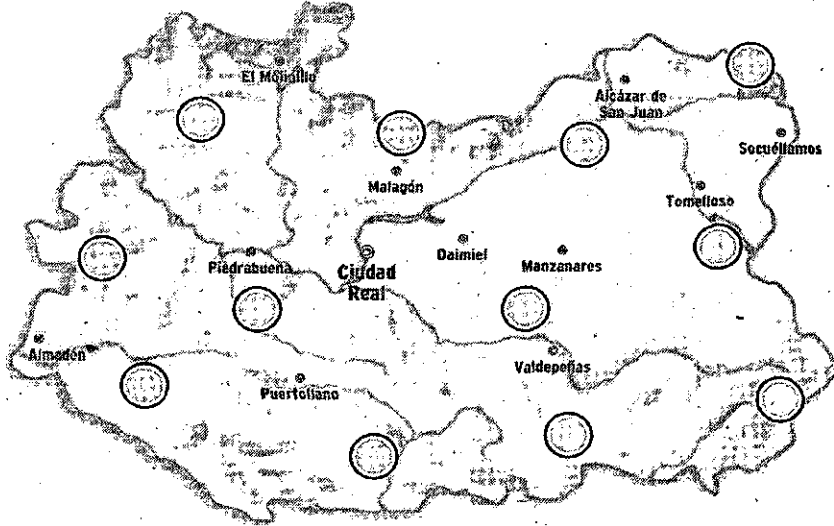 El Molinillo
Alcázar de
San Juan
Socuéllamos
Malagón
Tomelloso
Piedrabuena
Ciudad
Real
Daimiel
Manzanares
Almadén
Valdepeñas
Puertollano